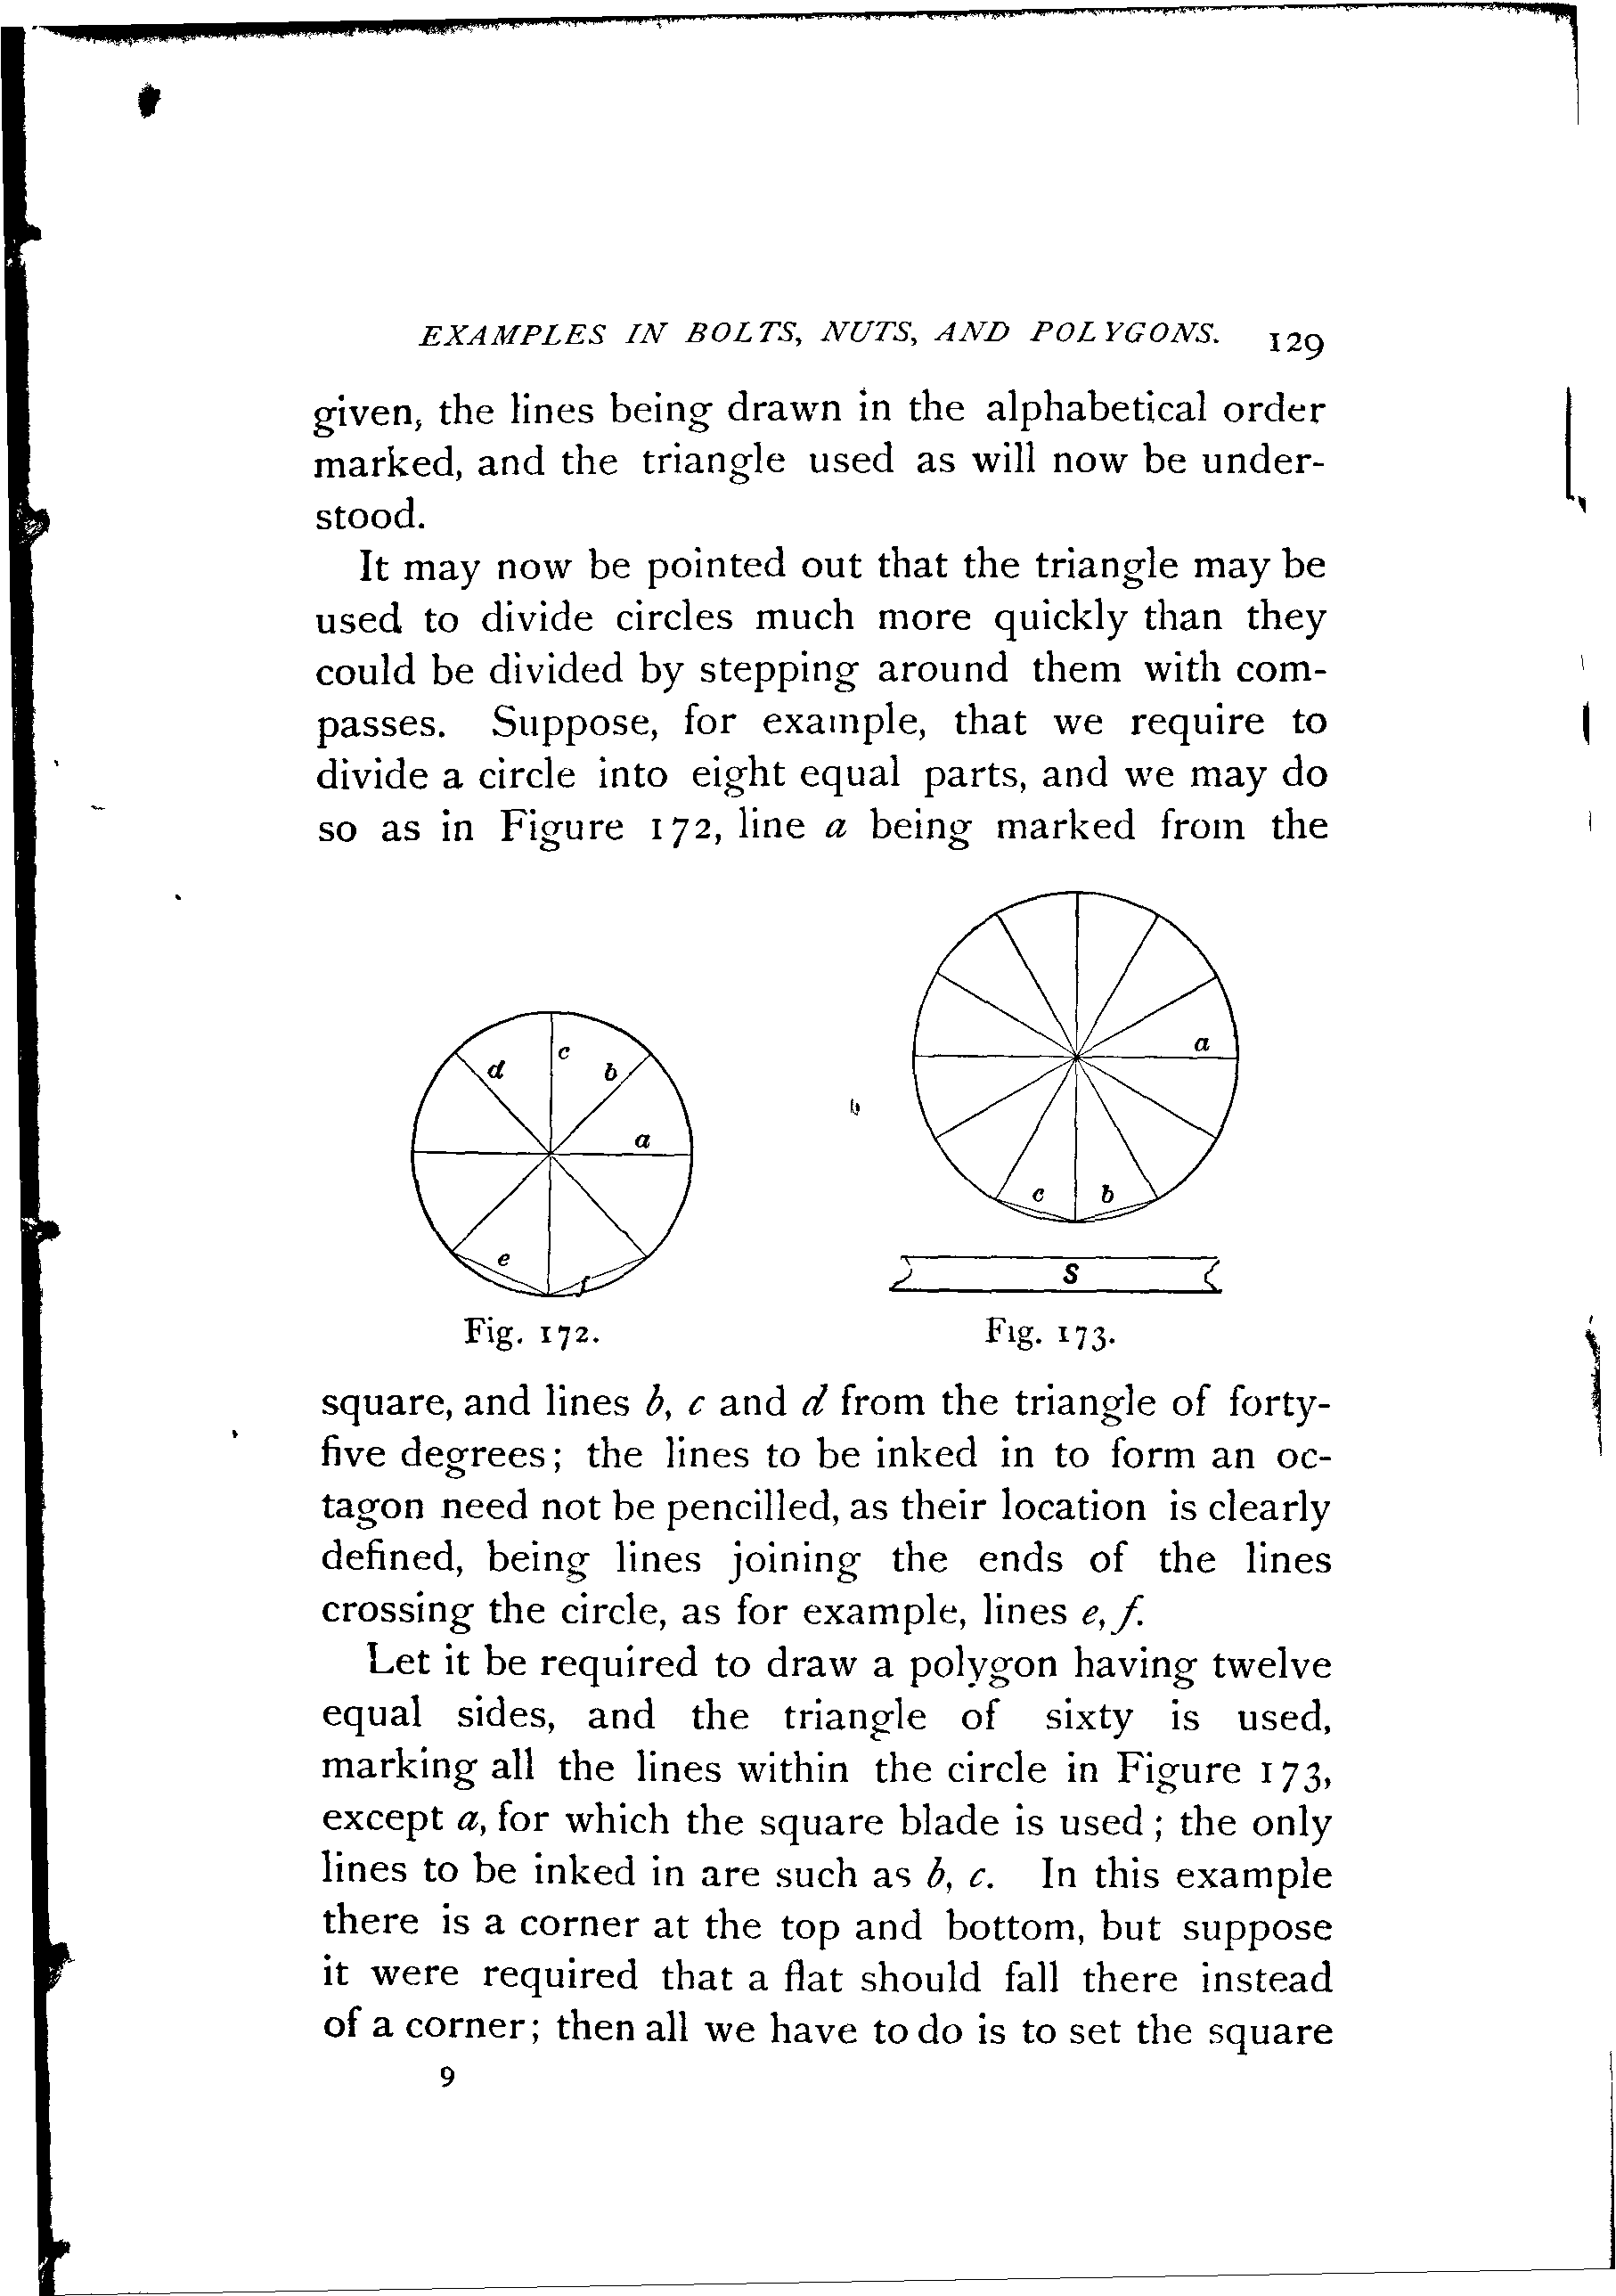 EXAMPLES IN BOLTS, NUTS, AND POLYGONS. 129
given, the lines being drawn in the alphabetical order
marked, and the triangle used as will now be under-
stood.
It may now be pointed out that the triangle may be
used to divide circles much more quickly than they
could be divided by stepping around them with com-
passes. Suppose, for example, that we require to
divide a circle into eight equal parts, and we may do
so as in Figure 172, line a being marked from the
d c b
a
e f
Fig. 172.
a
c b
S
Fig. 173.
square, and lines b, c and d from the triangle of forty-
five degrees; the lines to be inked in to form an oc-
tagon need not be pencilled, as their location is clearly
defined, being lines joining the ends of the lines
crossing the circle, as for example, lines e, f.
Let it be required to draw a polygon having twelve
equal sides, and the triangle of sixty is used,
marking all the lines within the circle in Figure 173,
except a, for which the square blade is used; the only
lines to be inked in are such as b, c. In this example
there is a corner at the top and bottom, but suppose
it were required that a flat should fall there instead
of a corner; then all we have to do is to set the square
9